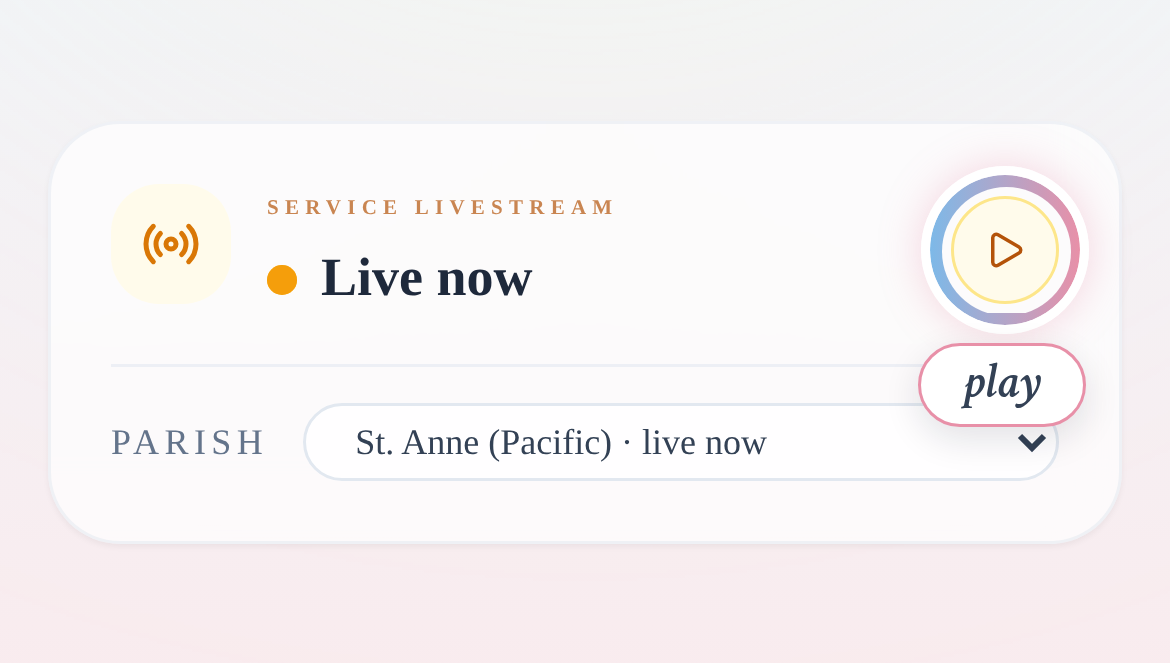 SERVICE LIVESTREAM
Live now
play
PARISH
St. Anne (Pacific) · live now